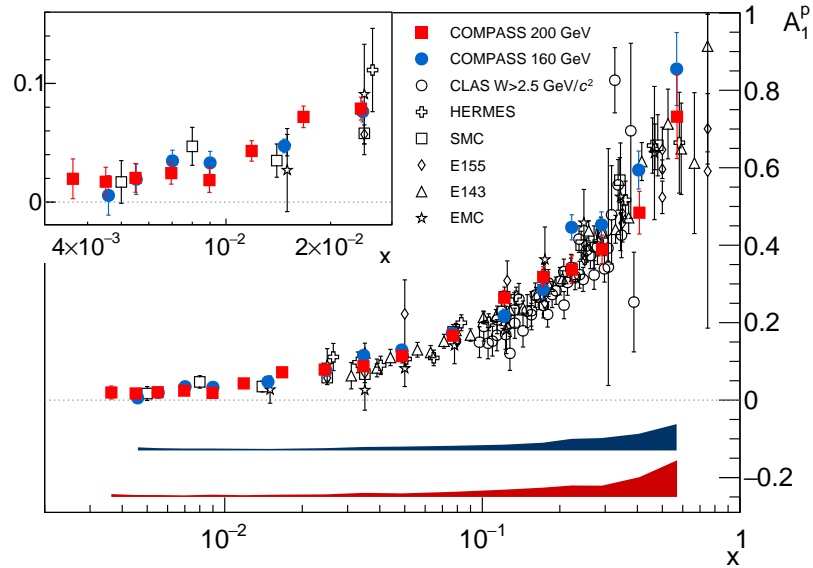 1
A₁ᵖ
0.1
0
4×10⁻³
10⁻²
2×10⁻²
x
COMPASS 200 GeV
COMPASS 160 GeV
CLAS W>2.5 GeV/c²
HERMES
SMC
E155
E143
EMC
0.8
0.6
0.4
0.2
0
−0.2
10⁻²
10⁻¹
1
x